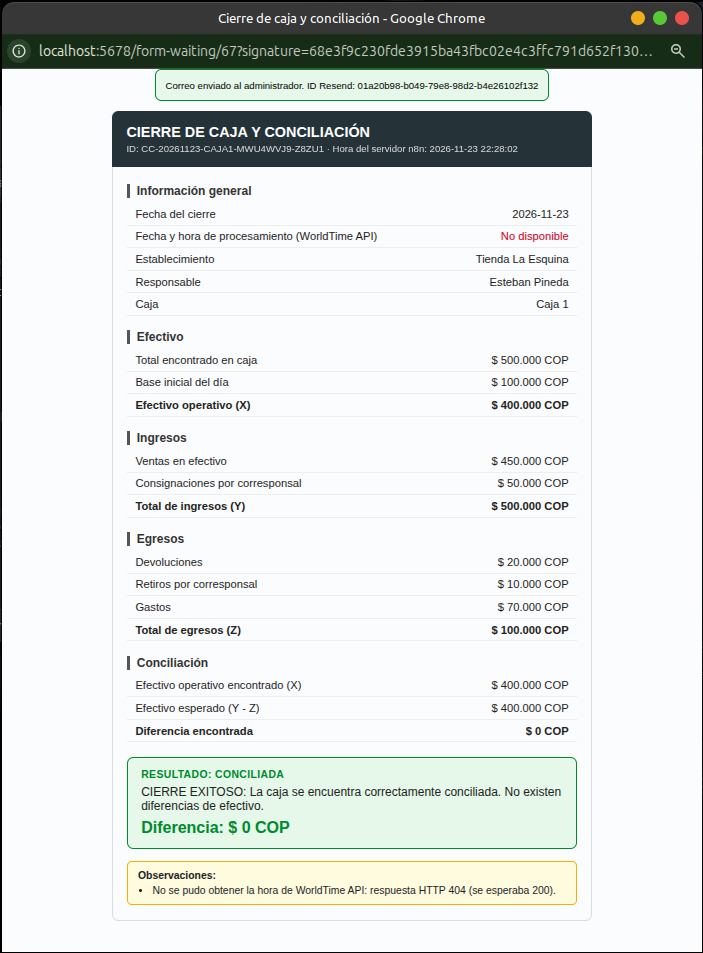 Cierre de caja y conciliación - Google Chrome
localhost:5678/form-waiting/67?signature=68e3f9c230fde3915ba43fbc02e4c3ffc791d652f130...
Correo enviado al administrador. ID Resend: 01a20b98-b049-79e8-98d2-b4e26102f132
CIERRE DE CAJA Y CONCILIACIÓN
ID: CC-20261123-CAJA1-MWU4WVJ9-Z8ZU1 · Hora del servidor n8n: 2026-11-23 22:28:02
Información general
Fecha del cierre 2026-11-23
Fecha y hora de procesamiento (WorldTime API) No disponible
Establecimiento Tienda La Esquina
Responsable Esteban Pineda
Caja Caja 1
Efectivo
Total encontrado en caja $ 500.000 COP
Base inicial del día $ 100.000 COP
Efectivo operativo (X) $ 400.000 COP
Ingresos
Ventas en efectivo $ 450.000 COP
Consignaciones por corresponsal $ 50.000 COP
Total de ingresos (Y) $ 500.000 COP
Egresos
Devoluciones $ 20.000 COP
Retiros por corresponsal $ 10.000 COP
Gastos $ 70.000 COP
Total de egresos (Z) $ 100.000 COP
Conciliación
Efectivo operativo encontrado (X) $ 400.000 COP
Efectivo esperado (Y - Z) $ 400.000 COP
Diferencia encontrada $ 0 COP
RESULTADO: CONCILIADA
CIERRE EXITOSO: La caja se encuentra correctamente conciliada. No existen
diferencias de efectivo.
Diferencia: $ 0 COP
Observaciones:
• No se pudo obtener la hora de WorldTime API: respuesta HTTP 404 (se esperaba 200).